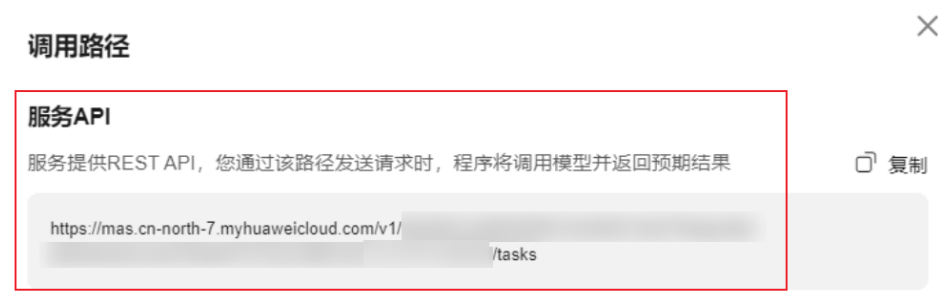 调用路径
服务API
服务提供REST API，您通过该路径发送请求时，程序将调用模型并返回预期结果
复制
https://mas.cn-north-7.myhuaweicloud.com/v1/
/tasks